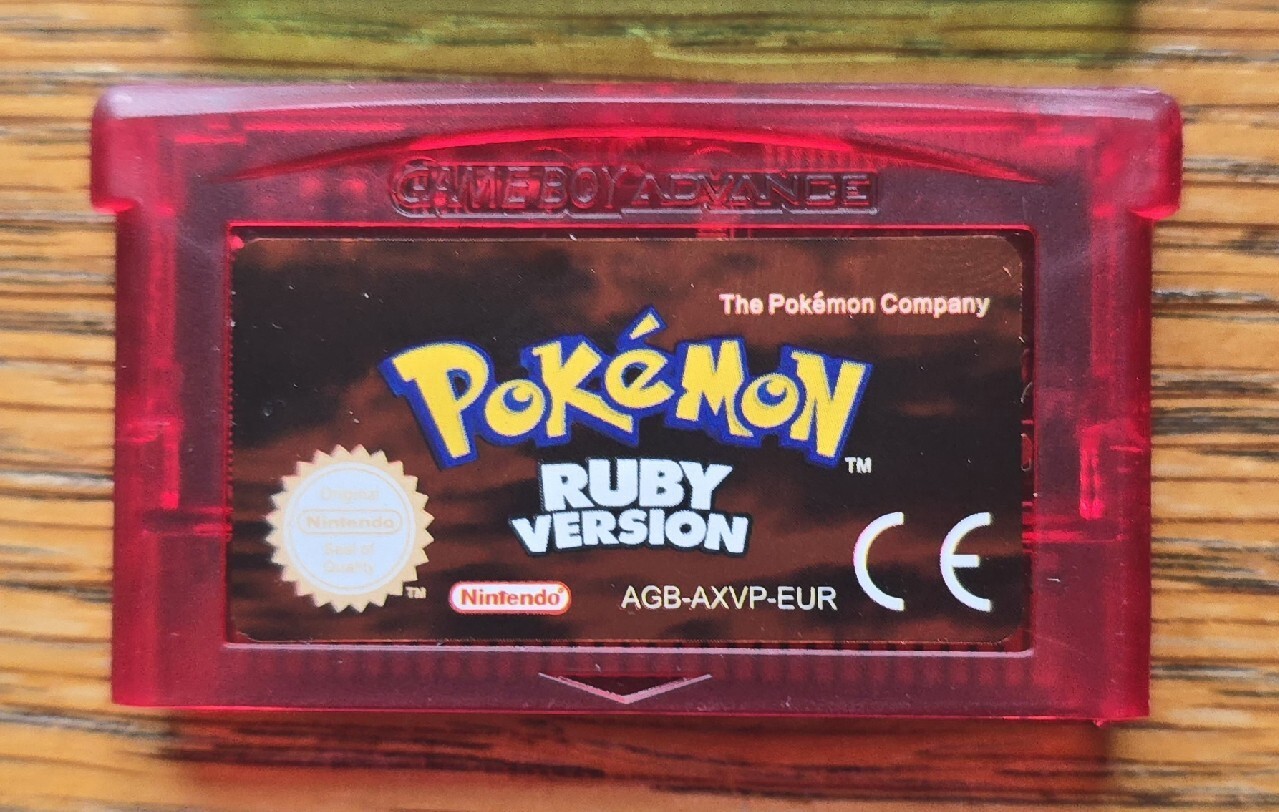 GAME BOY ADVANCE
The Pokémon Company
POKéMON
TM
RUBY
VERSION
Original
Nintendo
Seal of
Quality
TM
Nintendo®
AGB-AXVP-EUR
CE